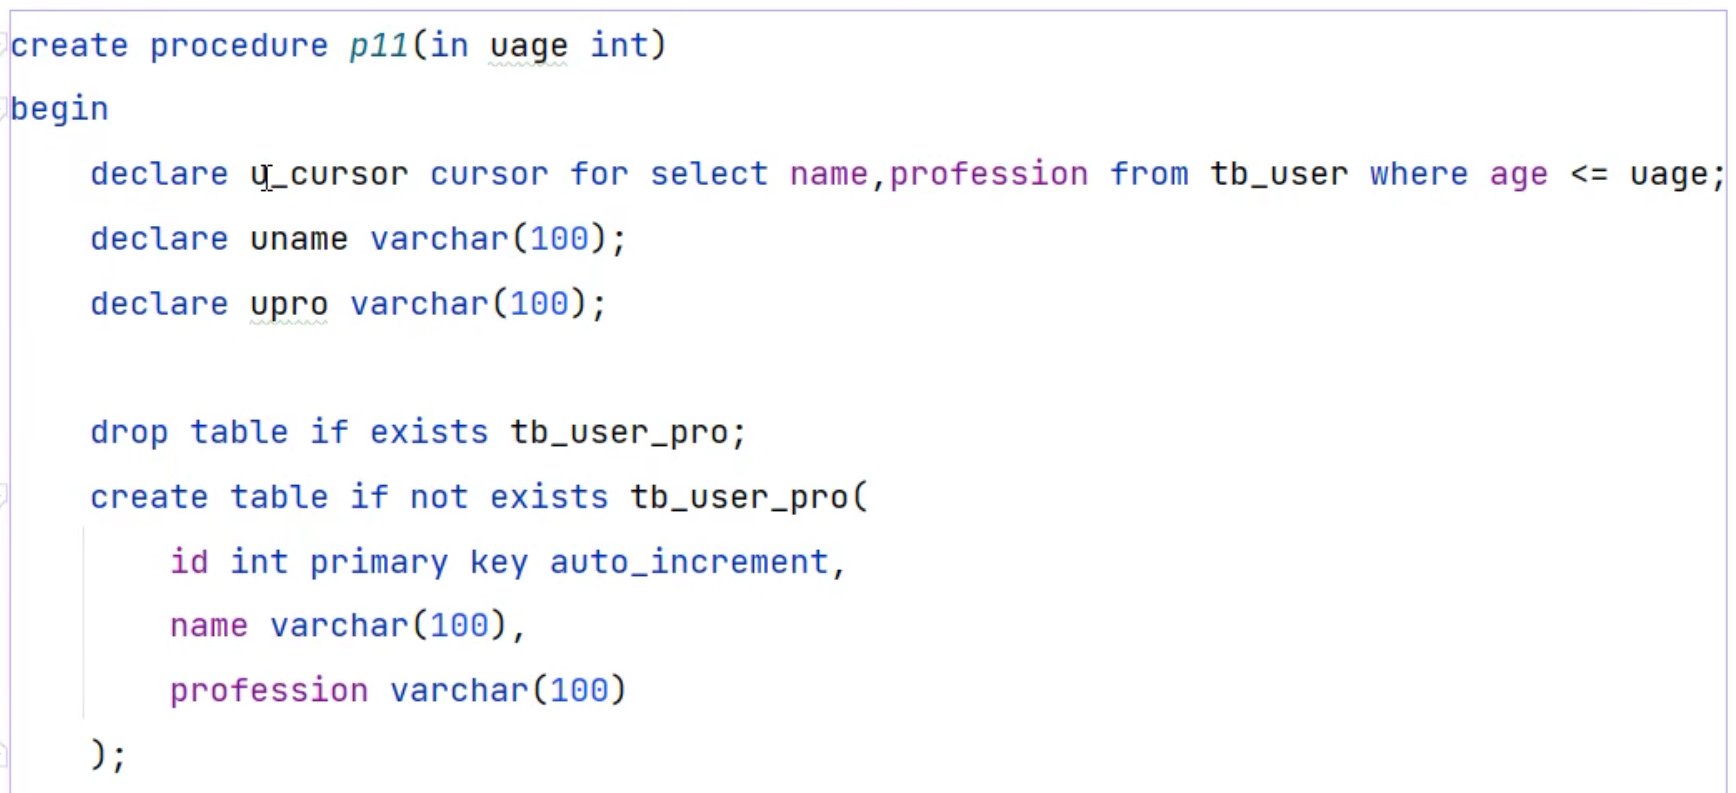 create procedure p11(in uage int)
begin
declare u_cursor cursor for select name,profession from tb_user where age <= uage;
declare uname varchar(100);
declare upro varchar(100);
drop table if exists tb_user_pro;
create table if not exists tb_user_pro(
id int primary key auto_increment,
name varchar(100),
profession varchar(100)
);